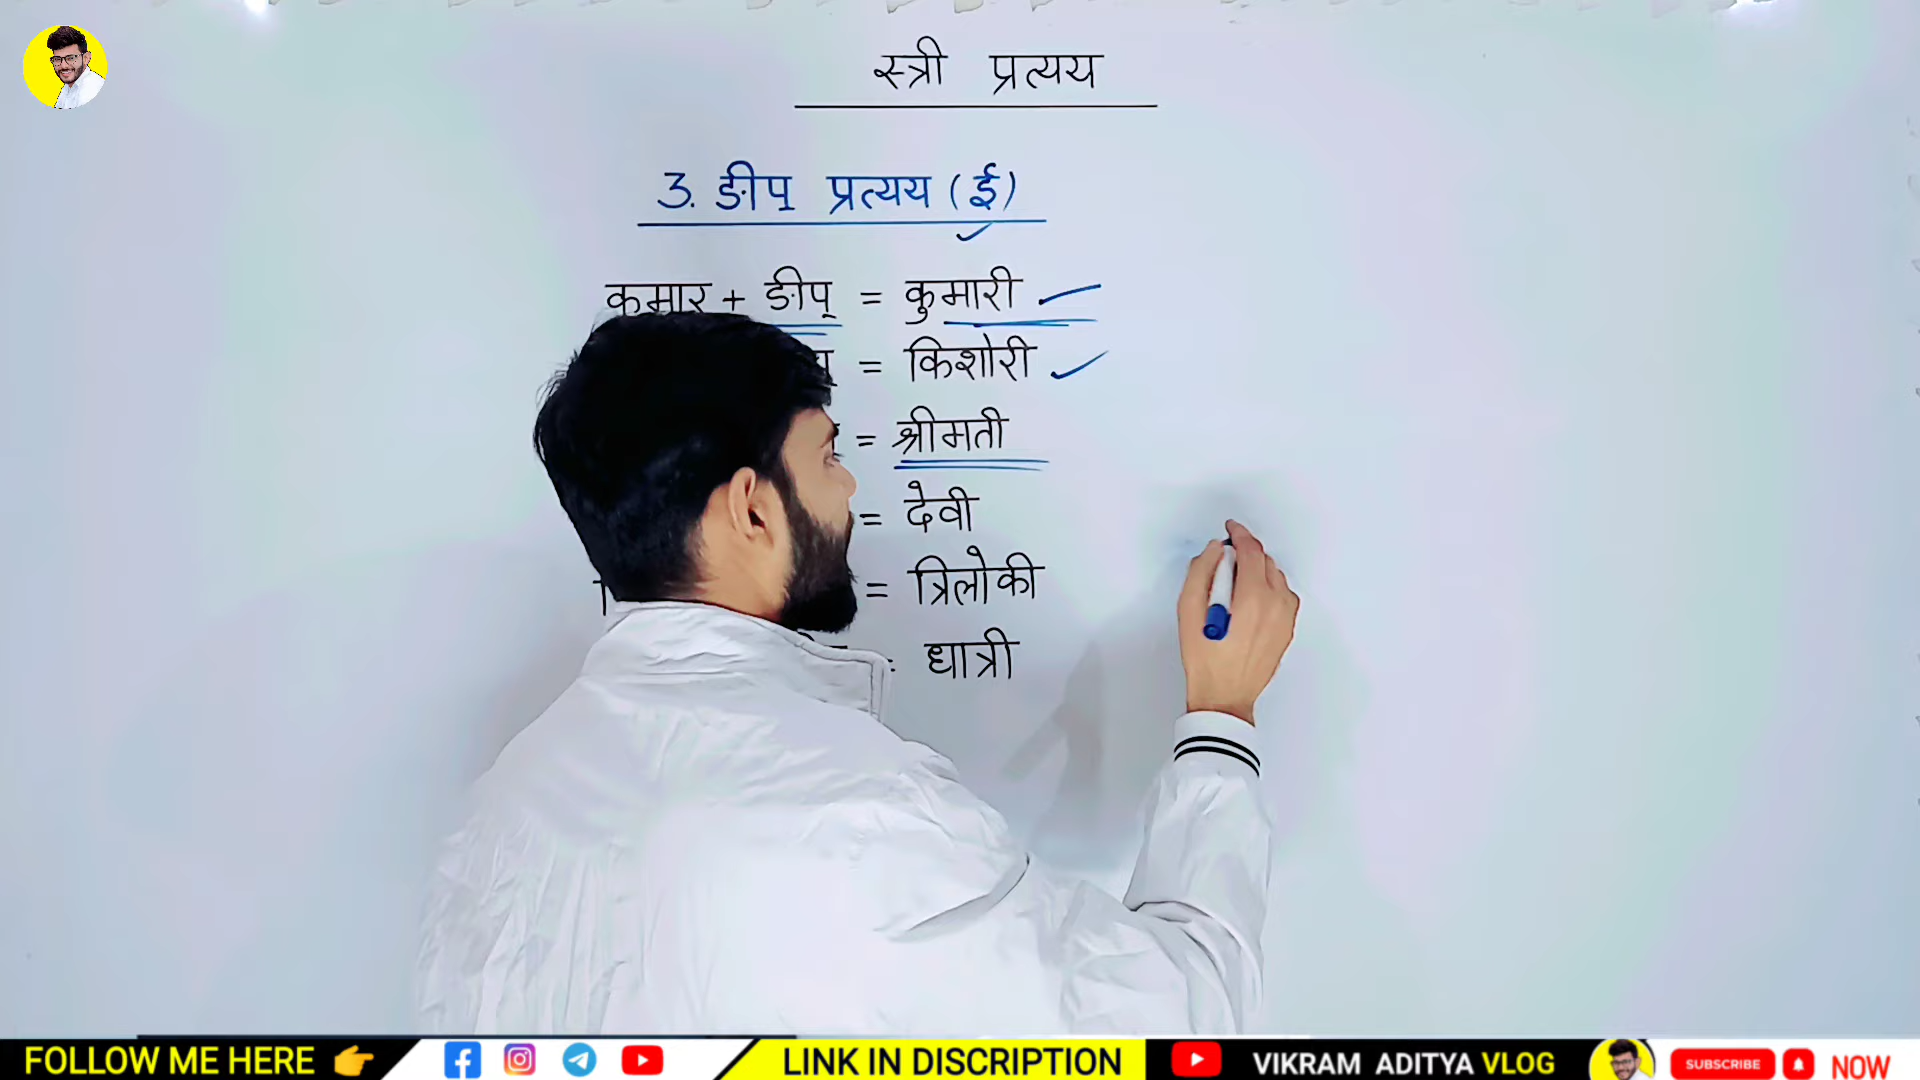 स्त्री प्रत्यय
3. ङीप् प्रत्यय (ई)
कुमार + ङीप् = कुमारी
= किशोरी
= श्रीमती
= देवी
= त्रिलोकी
= धात्री
FOLLOW ME HERE
LINK IN DISCRIPTION
VIKRAM ADITYA VLOG
SUBSCRIBE
NOW